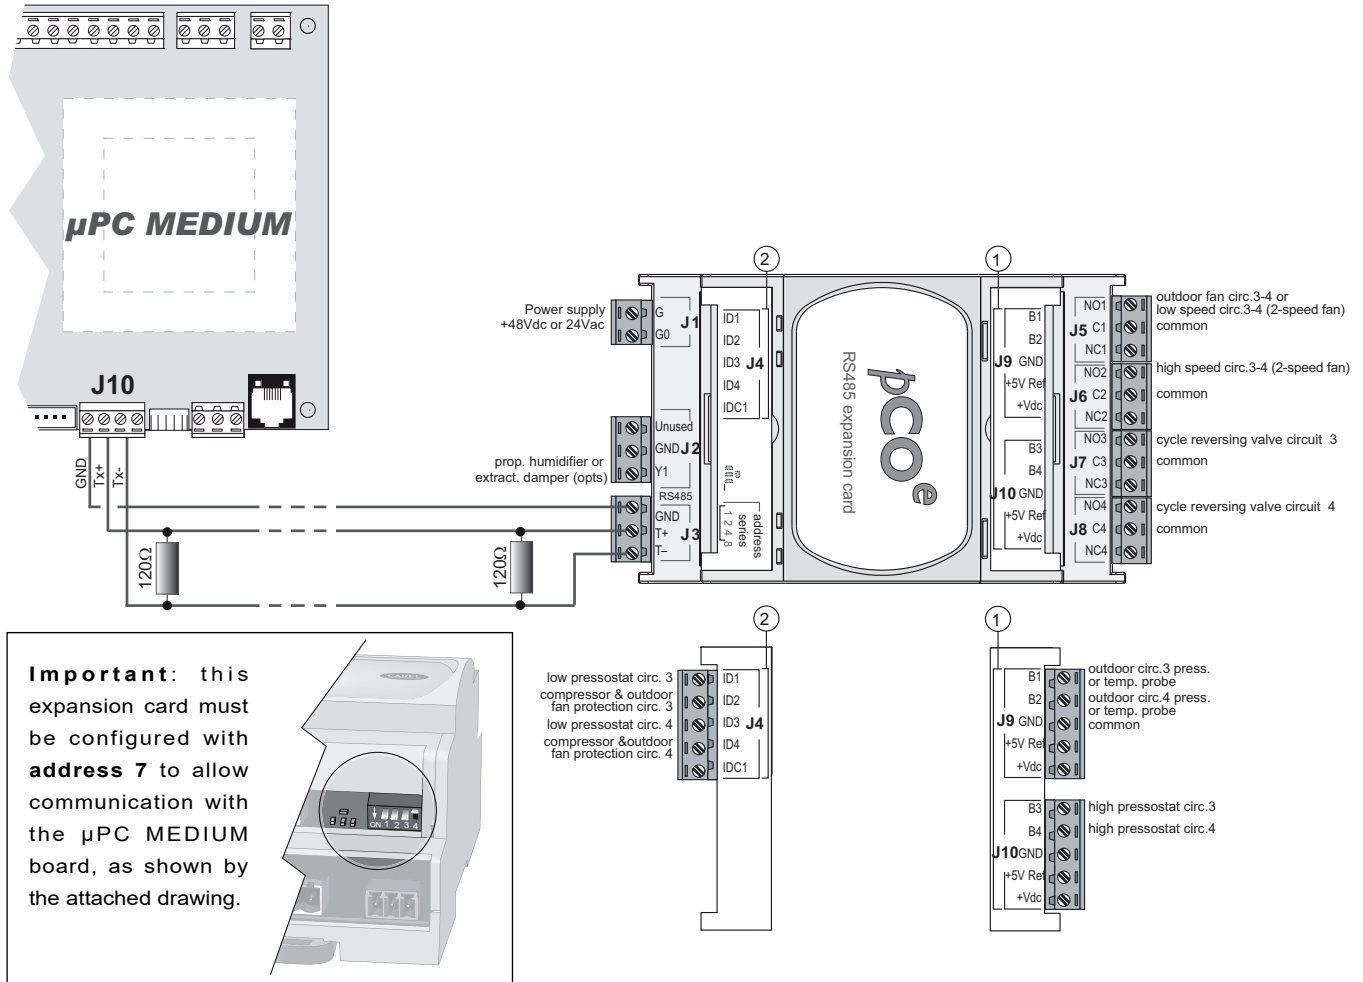 µPC MEDIUM
J10
GND
Tx+
Tx-
120Ω
120Ω
Power supply
+48Vdc or 24Vac
prop. humidifier or
extract. damper (opts)
G
J1
G0
Unused
GND J2
Y1
RS485
GND
T+ J3
T–
2
ID1
ID2
ID3 J4
ID4
IDC1
address
series
1 2 4 8
RS485 expansion card
pCOe
1
B1
B2
J9 GND
+5V Ref
+Vdc
B3
B4
J10 GND
+5V Ref
+Vdc
NO1
J5 C1
NC1
NO2
J6 C2
NC2
NO3
J7 C3
NC3
NO4
J8 C4
NC4
outdoor fan circ.3-4 or
low speed circ.3-4 (2-speed fan)
common
high speed circ.3-4 (2-speed fan)
common
cycle reversing valve circuit 3
common
cycle reversing valve circuit 4
common
Important: this
expansion card must
be configured with
address 7 to allow
communication with
the µPC MEDIUM
board, as shown by
the attached drawing.
CAREL
ON 1 2 3 4
2
low pressostat circ. 3
compressor & outdoor
fan protection circ. 3
low pressostat circ. 4
compressor &outdoor
fan protection circ. 4
ID1
ID2
ID3 J4
ID4
IDC1
1
B1
B2
J9 GND
+5V Ref
+Vdc
B3
B4
J10GND
+5V Ref
+Vdc
outdoor circ.3 press.
or temp. probe
outdoor circ.4 press.
or temp. probe
common
high pressostat circ.3
high pressostat circ.4